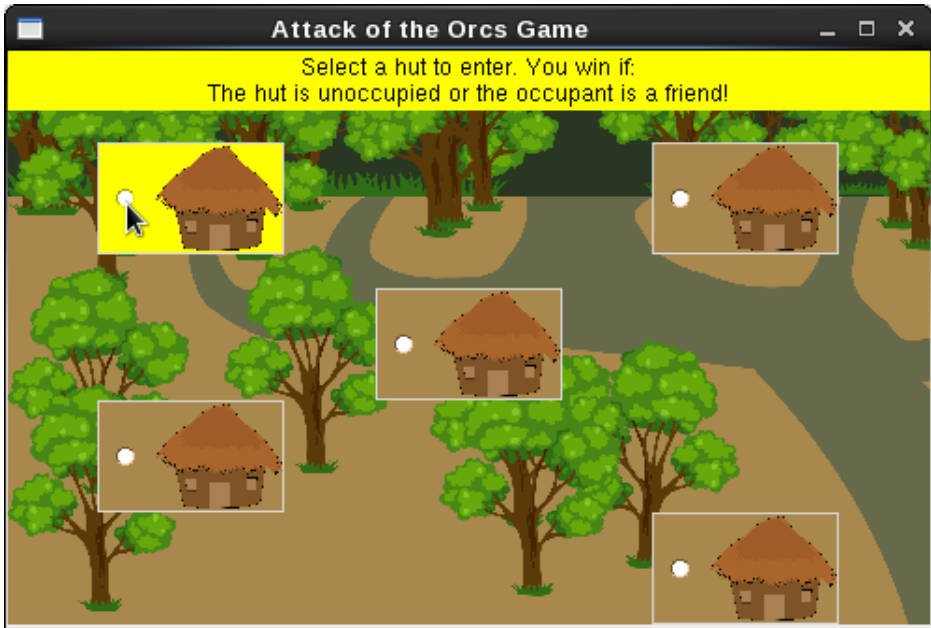 Attack of the Orcs Game
Select a hut to enter. You win if:
The hut is unoccupied or the occupant is a friend!